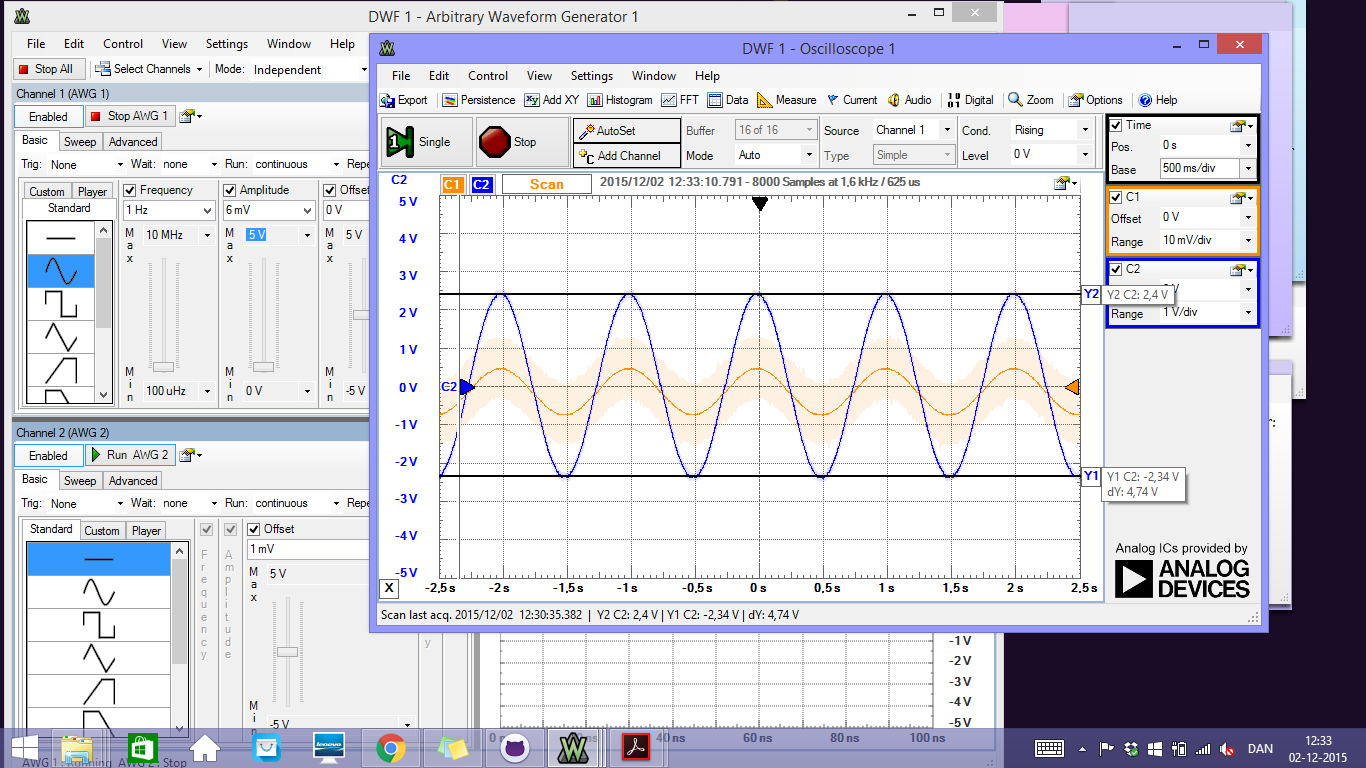 DWF 1 - Arbitrary Waveform Generator 1
File Edit Control View Settings Window Help
Stop All Select Channels Mode: Independent
Channel 1 (AWG 1)
Enabled Stop AWG 1
Basic Sweep Advanced
Trig: None Wait: none Run: continuous Repe
Custom Player
Standard
Frequency
1 Hz
Max
10 MHz
Min
100 uHz
Amplitude
6 mV
Max
5 V
Min
0 V
Offset
0 V
5 V
-5 V
Channel 2 (AWG 2)
Enabled Run AWG 2
Basic Sweep Advanced
Trig: None Wait: none Run: continuous
Standard Custom Player
Frequency
Amplitude
Offset
1 mV
Max
5 V
Min
-5 V
DWF 1 - Oscilloscope 1
File Edit Control View Settings Window Help
Export Persistence XY Add XY Histogram FFT Data Measure Current Audio Digital Zoom Options Help
Single Stop
AutoSet
Add Channel
Buffer 16 of 16
Mode Auto
Source Channel 1
Type Simple
Cond. Rising
Level 0 V
C2 C1 C2 Scan 2015/12/02 12:33:10.791 - 8000 Samples at 1,6 kHz / 625 us
5 V
4 V
3 V
2 V
1 V
0 V
-1 V
-2 V
-3 V
-4 V
-5 V
C2
Y2
Y2 C2: 2,4 V
Y1
Y1 C2: -2,34 V
dY: 4,74 V
X -2,5 s -2 s -1,5 s -1 s -0,5 s 0 s 0,5 s 1 s 1,5 s 2 s 2,5 s
Time
Pos. 0 s
Base 500 ms/div
C1
Offset 0 V
Range 10 mV/div
C2
Range 1 V/div
Analog ICs provided by
ANALOG
DEVICES
Scan last acq. 2015/12/02 12:30:35.382 | Y2 C2: 2,4 V | Y1 C2: -2,34 V | dY: 4,74 V
-1 V
-2 V
-3 V
-4 V
-5 V
40 ns 60 ns 80 ns 100 ns
lenovo
DAN
12:33
02-12-2015